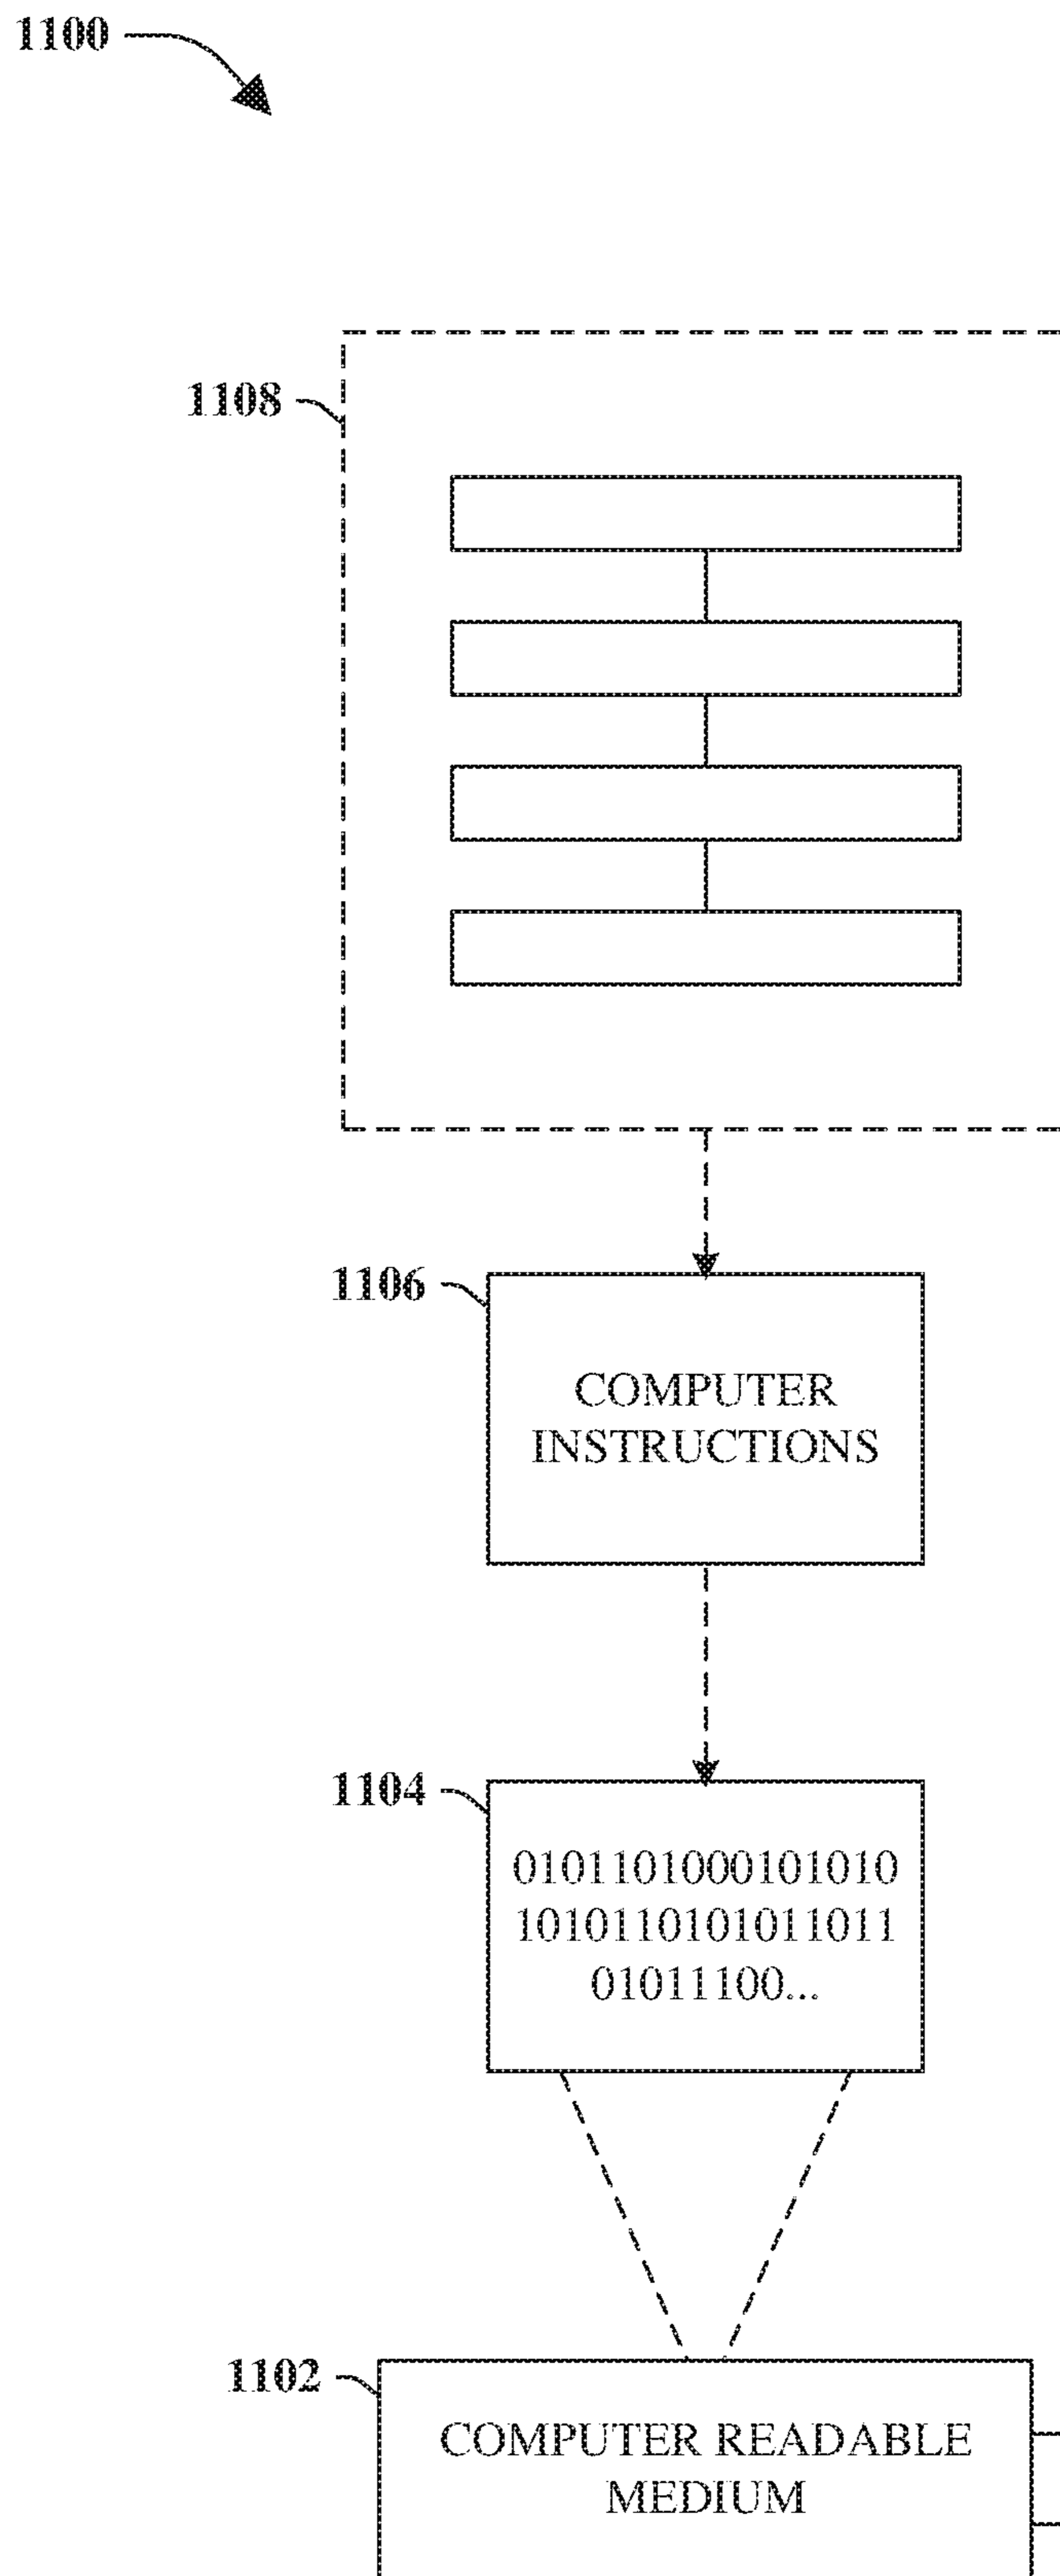 1100
1108
1106
COMPUTER
INSTRUCTIONS
1104
0101101000101010
1010110101011011
01011100...
1102
COMPUTER READABLE
MEDIUM